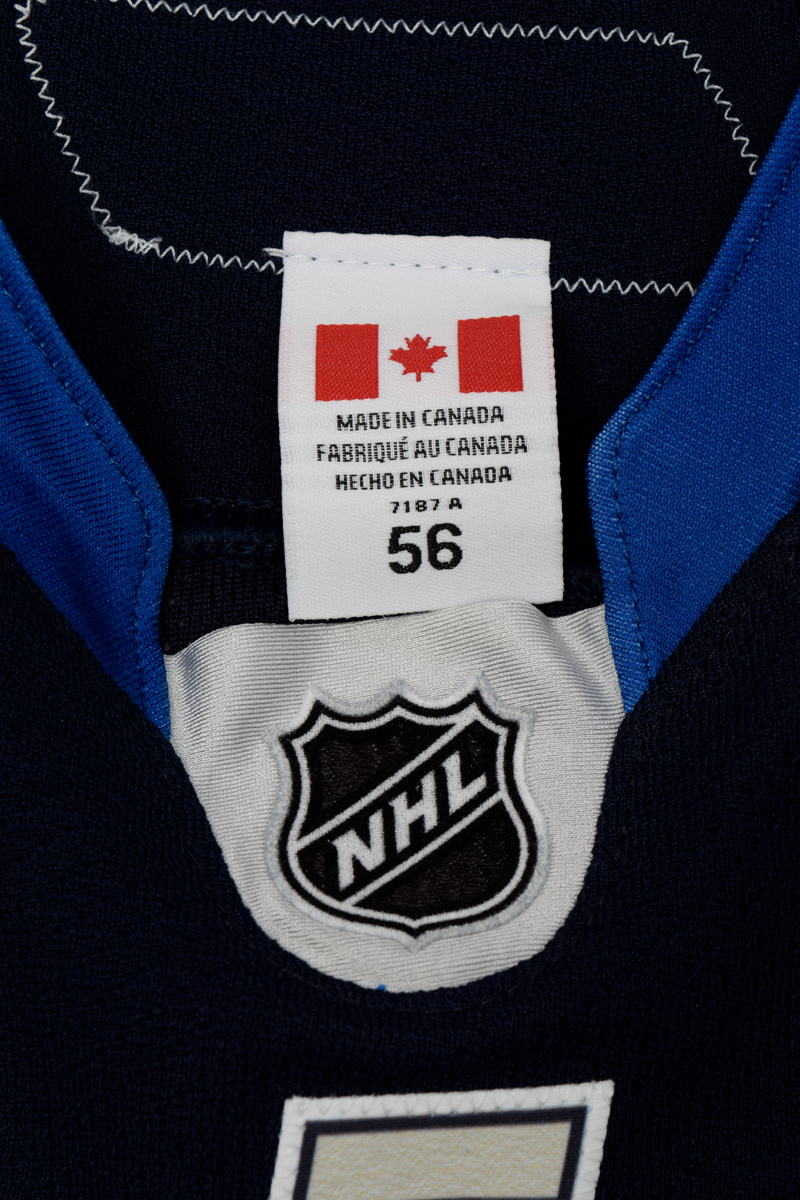 MADE IN CANADA
FABRIQUÉ AU CANADA
HECHO EN CANADA
7187 A
56
NHL